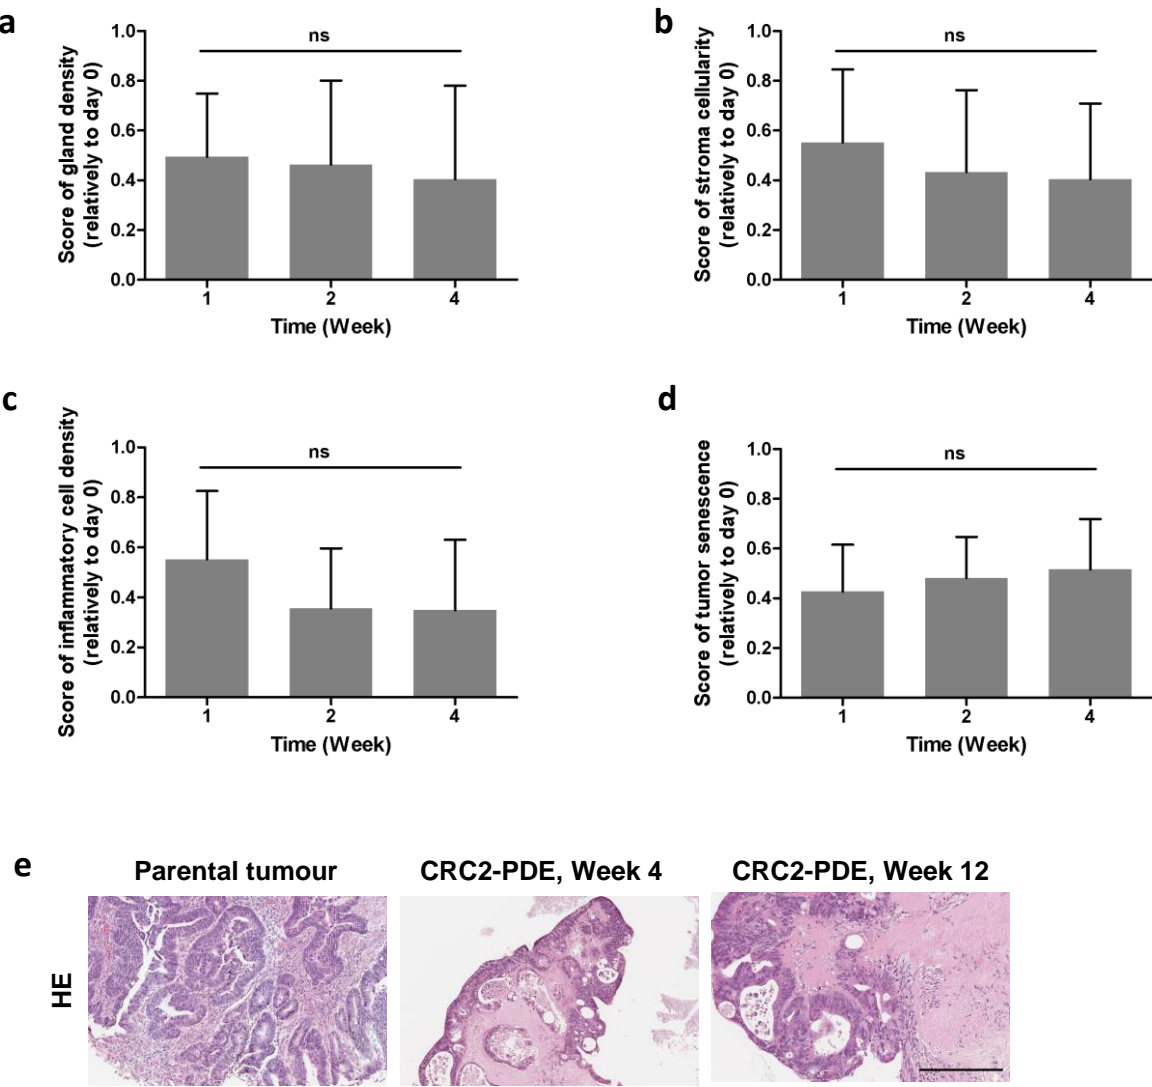 a
Score of gland density
(relatively to day 0)
1.0
0.8
0.6
0.4
0.2
0.0
ns
1 2 4
Time (Week)
b
Score of stroma cellularity
(relatively to day 0)
1.0
0.8
0.6
0.4
0.2
0.0
ns
1 2 4
Time (Week)
c
Score of inflammatory cell density
(relatively to day 0)
1.0
0.8
0.6
0.4
0.2
0.0
ns
1 2 4
Time (Week)
d
Score of tumor senescence
(relatively to day 0)
1.0
0.8
0.6
0.4
0.2
0.0
ns
1 2 4
Time (Week)
e
Parental tumour CRC2-PDE, Week 4 CRC2-PDE, Week 12
HE